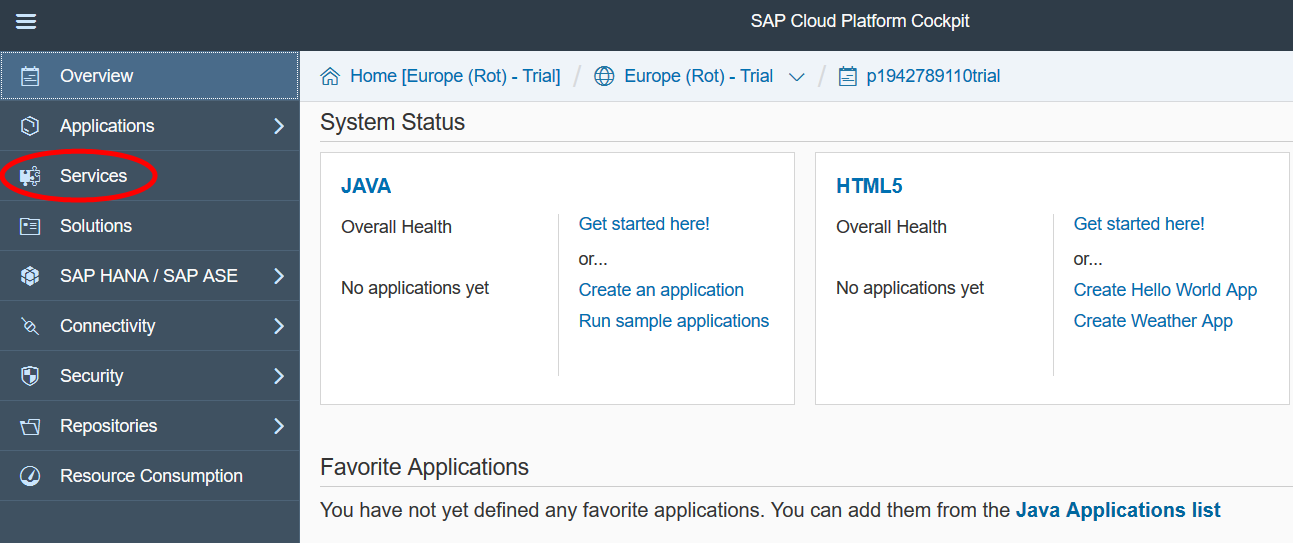 SAP Cloud Platform Cockpit
Overview
Applications
Services
Solutions
SAP HANA / SAP ASE
Connectivity
Security
Repositories
Resource Consumption
Home [Europe (Rot) - Trial] / Europe (Rot) - Trial / p1942789110trial
System Status
JAVA
Overall Health
No applications yet
Get started here!
or...
Create an application
Run sample applications
HTML5
Overall Health
No applications yet
Get started here!
or...
Create Hello World App
Create Weather App
Favorite Applications
You have not yet defined any favorite applications. You can add them from the Java Applications list